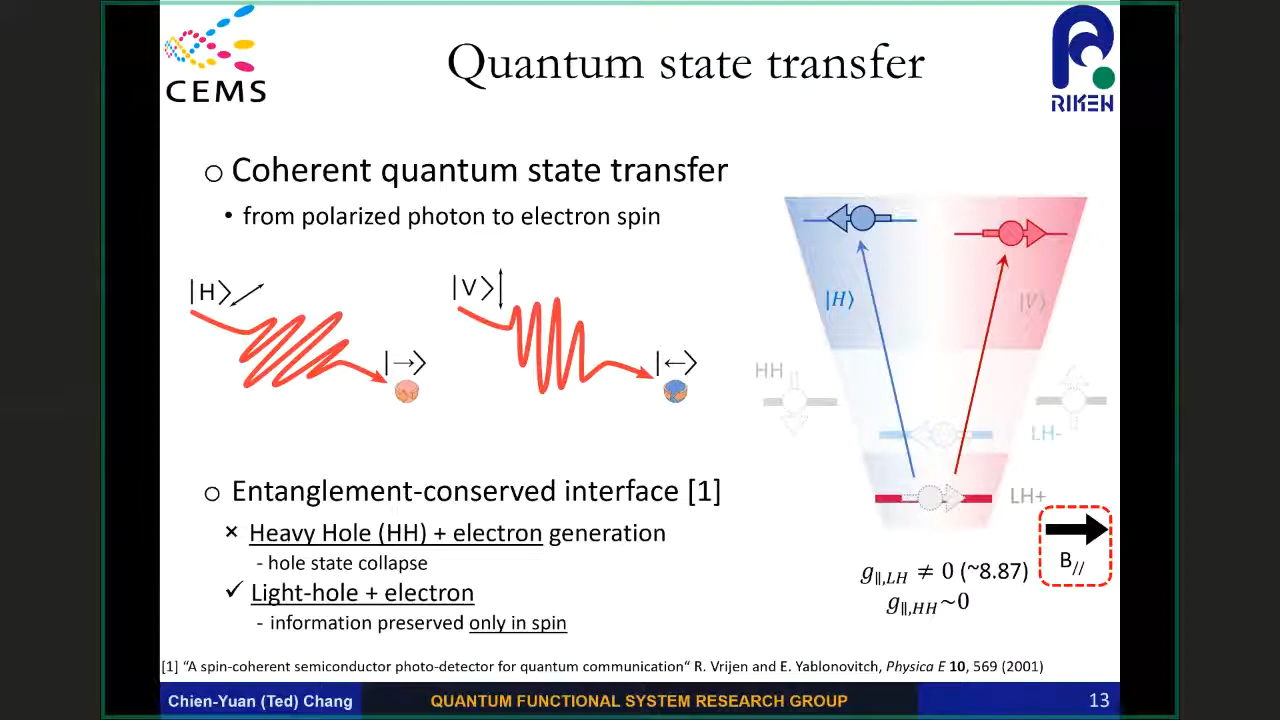 CEMS
Quantum state transfer
RIKEN
Coherent quantum state transfer
• from polarized photon to electron spin
|H⟩
|V⟩
|→⟩
|←⟩
|H⟩
|V⟩
HH
LH-
LH+
B//
g∥,LH ≠ 0 (~8.87)
g∥,HH~0
Entanglement-conserved interface [1]
× Heavy Hole (HH) + electron generation
- hole state collapse
✓ Light-hole + electron
- information preserved only in spin
[1] “A spin-coherent semiconductor photo-detector for quantum communication“ R. Vrijen and E. Yablonovitch, Physica E 10, 569 (2001)
Chien-Yuan (Ted) Chang
QUANTUM FUNCTIONAL SYSTEM RESEARCH GROUP
13